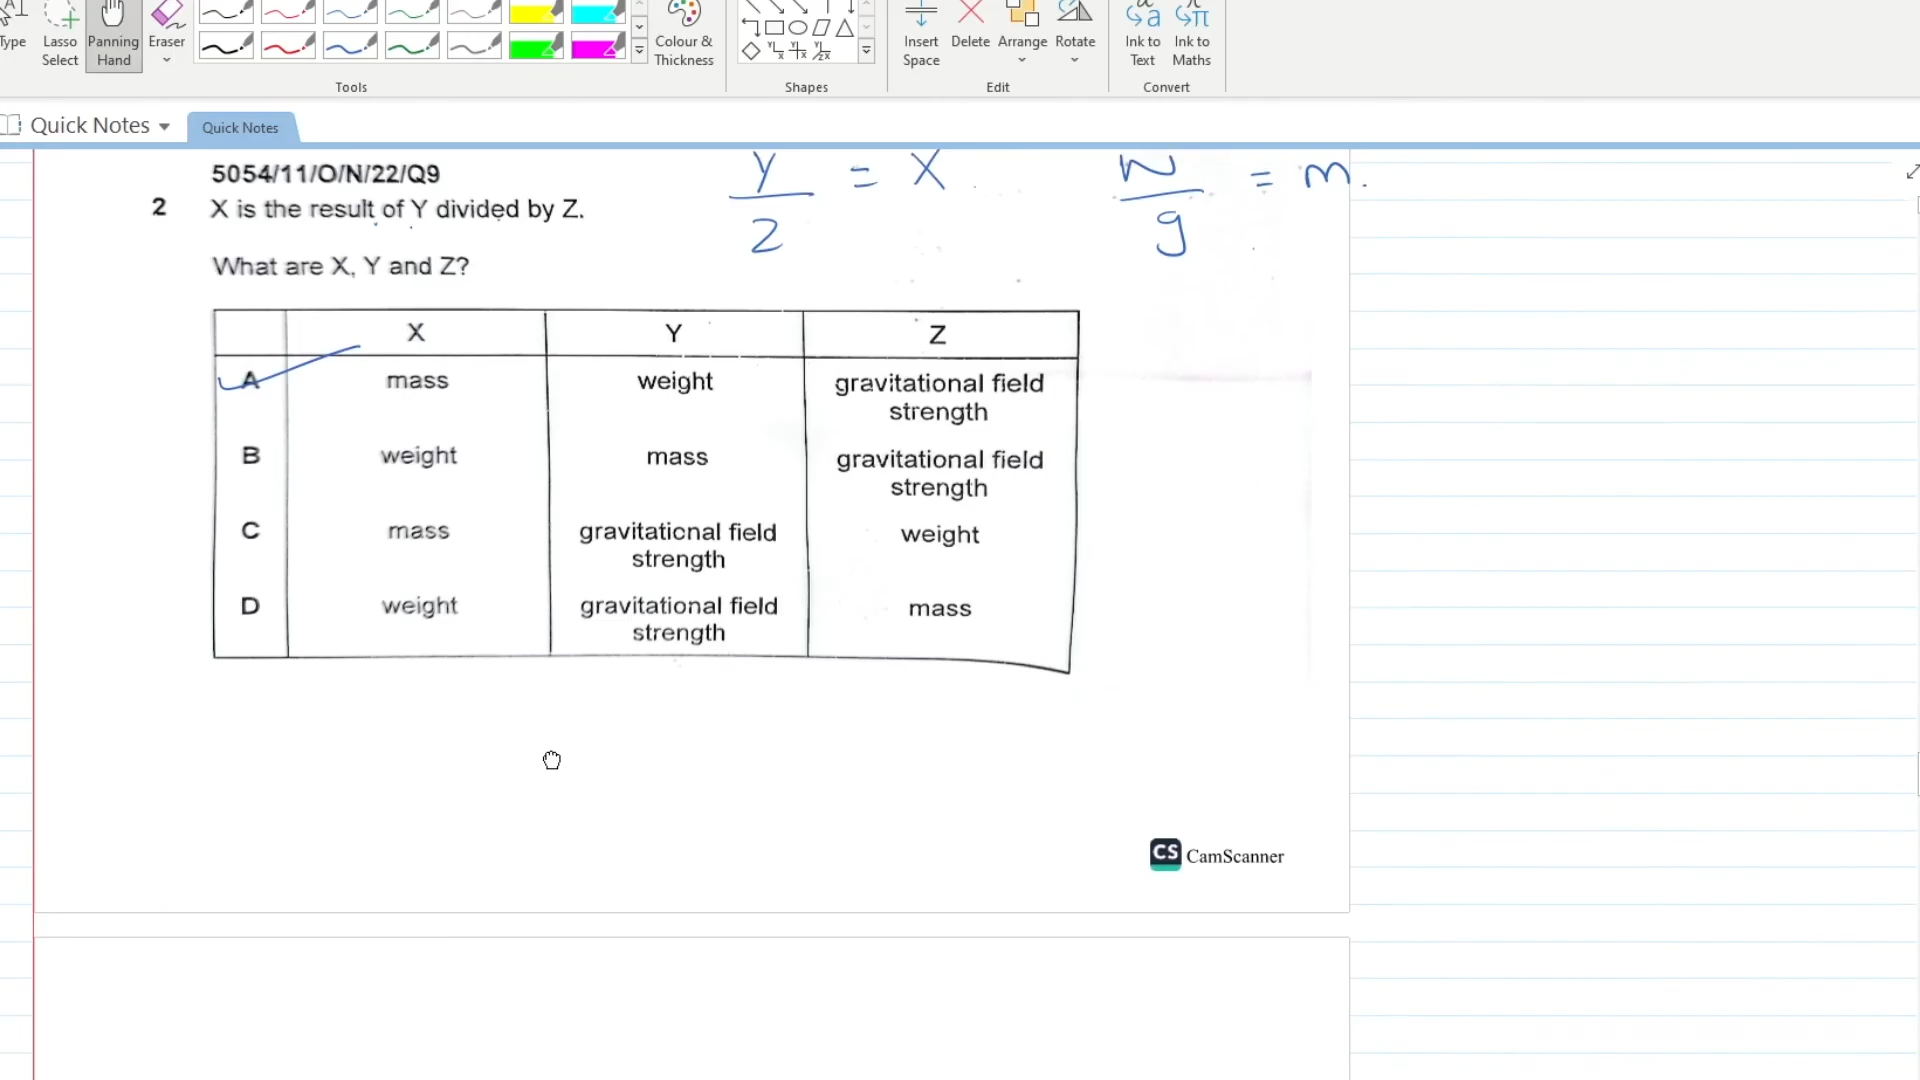 Type
Lasso Select
Panning Hand
Eraser
Colour & Thickness
Insert Space
Delete
Arrange
Rotate
Ink to Text
Ink to Maths
Tools
Shapes
Edit
Convert
Quick Notes
Quick Notes
5054/11/O/N/22/Q9
Y/Z = X
W/g = m.
2 X is the result of Y divided by Z.
What are X, Y and Z?
X Y Z
A mass weight gravitational field strength
B weight mass gravitational field strength
C mass gravitational field strength weight
D weight gravitational field strength mass
CS CamScanner